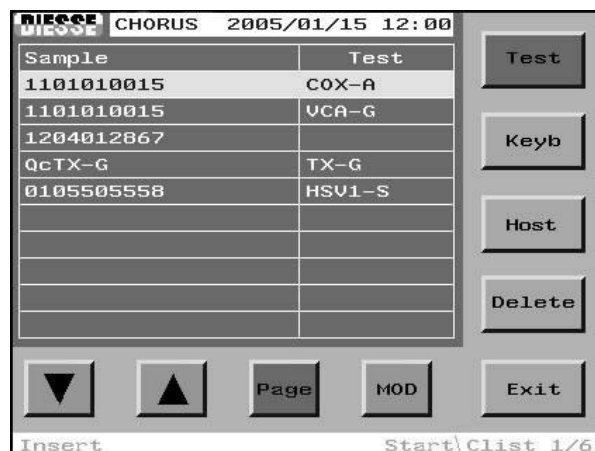 DIESSE CHORUS 2005/01/15 12:00
Sample Test
1101010015 COX-A
1101010015 VCA-G
1204012867
QcTX-G TX-G
0105505558 HSV1-S
Test
Keyb
Host
Delete
Page MOD Exit
Insert Start\Clist 1/6